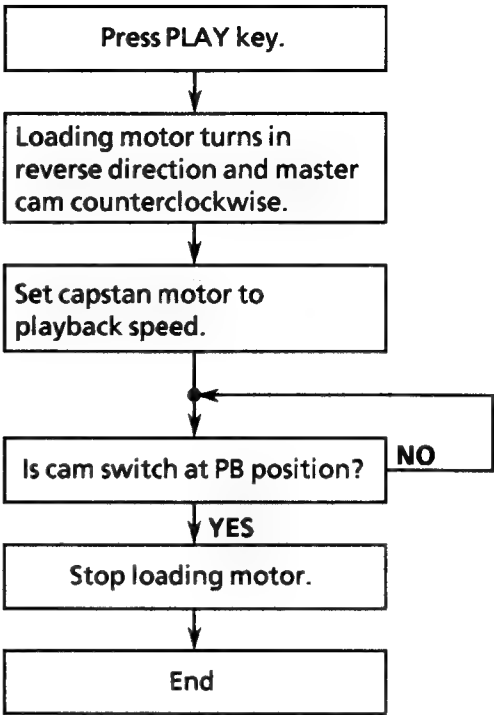 Press PLAY key.
Loading motor turns in
reverse direction and master
cam counterclockwise.
Set capstan motor to
playback speed.
Is cam switch at PB position?
NO
YES
Stop loading motor.
End